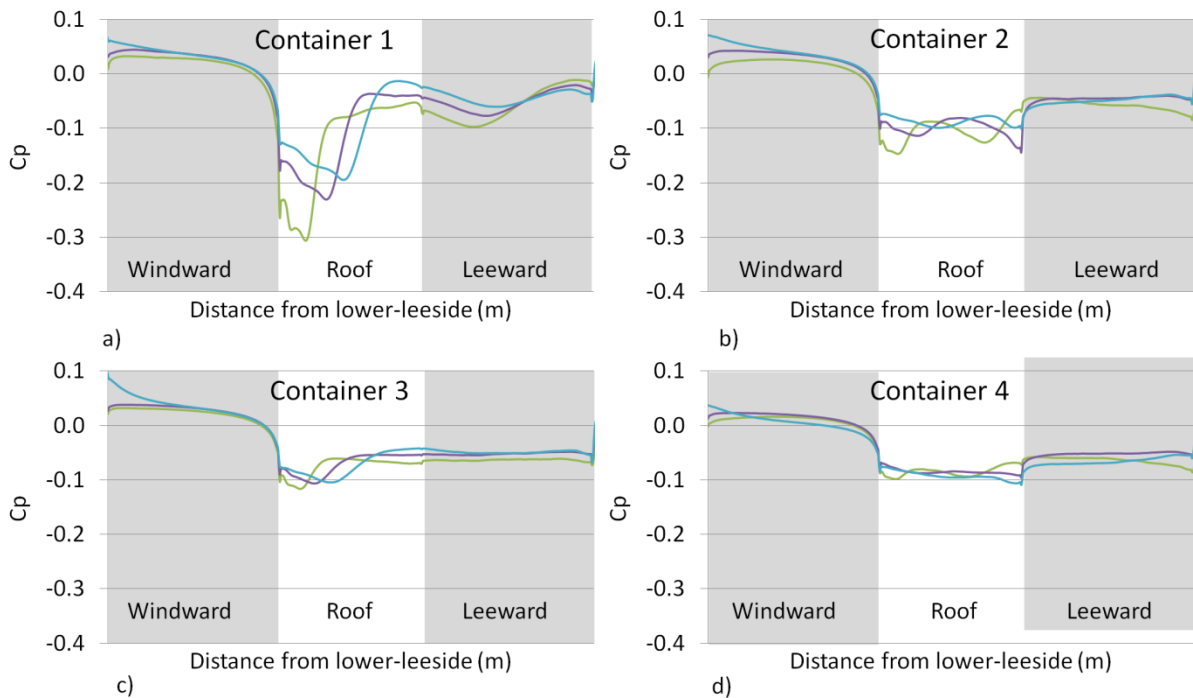 0.1
Container 1
0.0
-0.1
Cp
-0.2
-0.3
Windward Roof Leeward
-0.4
Distance from lower-leeside (m)
a)
0.1
Container 2
0.0
-0.1
Cp
-0.2
-0.3
Windward Roof Leeward
-0.4
Distance from lower-leeside (m)
b)
0.1
Container 3
0.0
-0.1
Cp
-0.2
-0.3
Windward Roof Leeward
-0.4
Distance from lower-leeside (m)
c)
0.1
Container 4
0.0
-0.1
Cp
-0.2
-0.3
Windward Roof Leeward
-0.4
Distance from lower-leeside (m)
d)